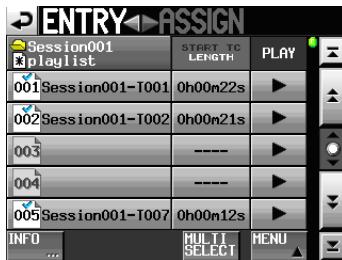 ENTRY ASSIGN
Session001 START TC PLAY
playlist LENGTH
001 Session001-T001 0h00m22s
002 Session001-T002 0h00m21s
003 ----
004 ----
005 Session001-T007 0h00m12s
INFO ... MULTI SELECT MENU